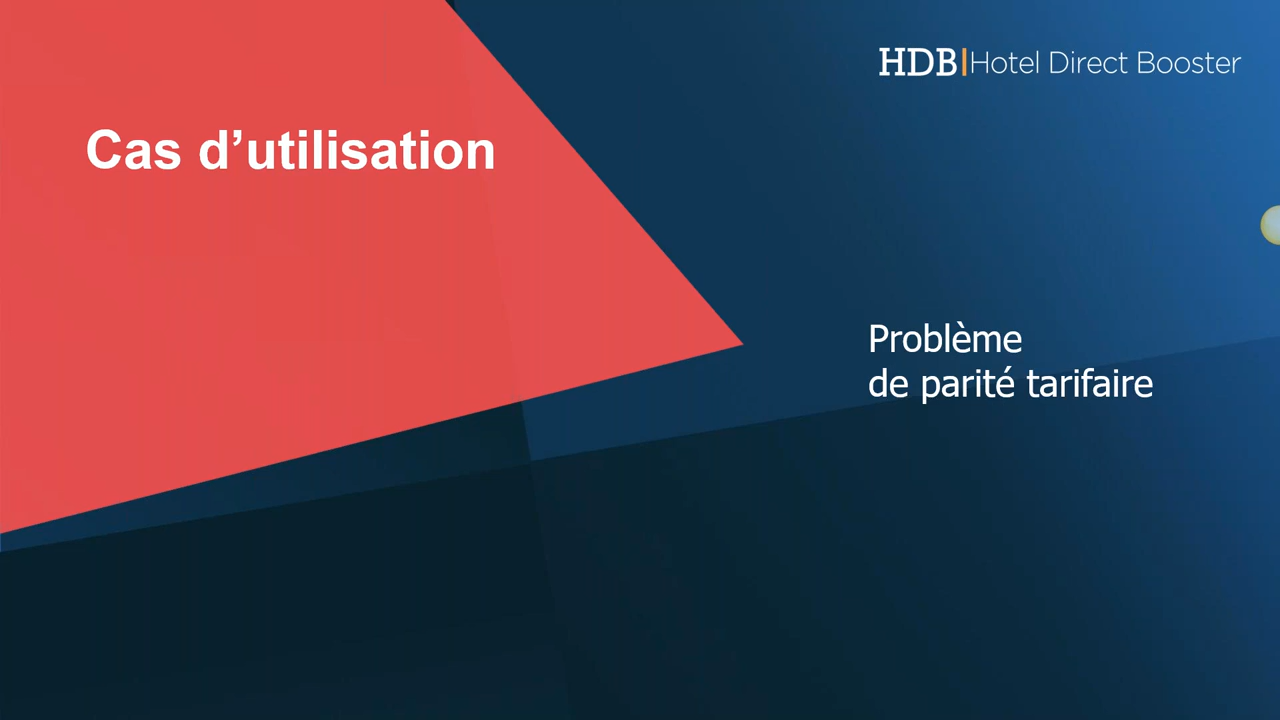 HDB|Hotel Direct Booster
Cas d’utilisation
Problème
de parité tarifaire